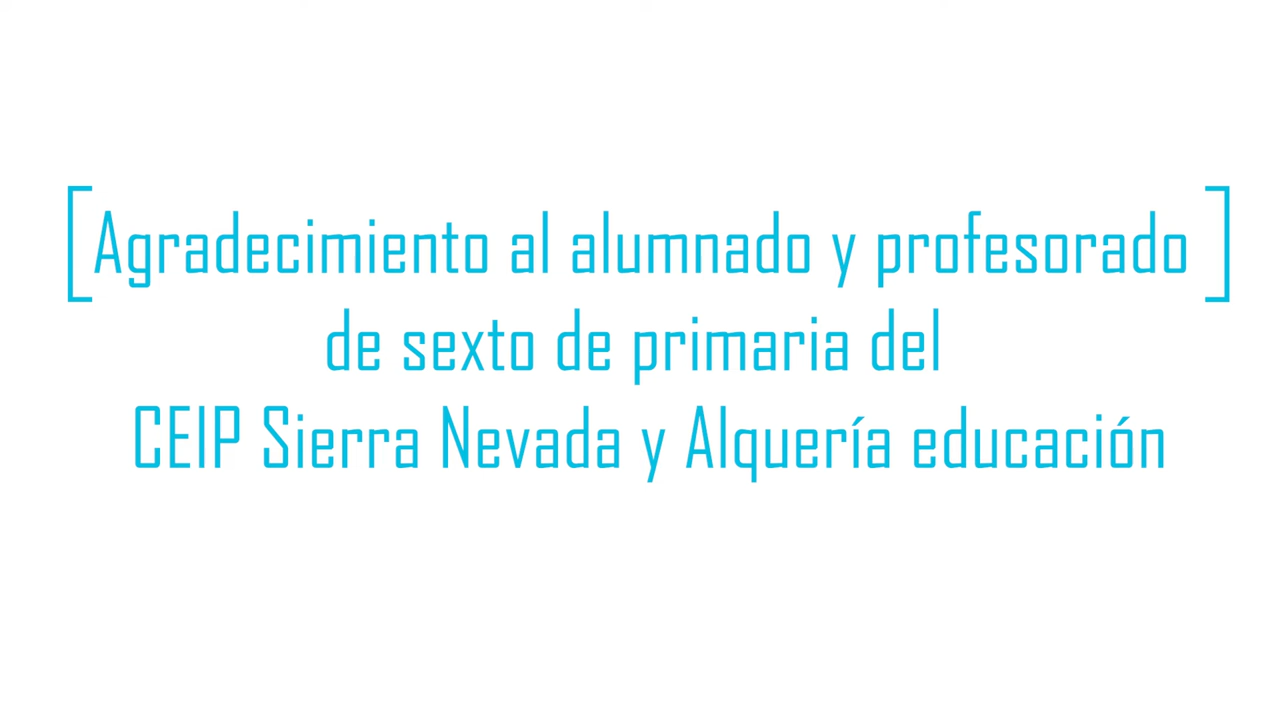 [Agradecimiento al alumnado y profesorado]
de sexto de primaria del
CEIP Sierra Nevada y Alquería educación